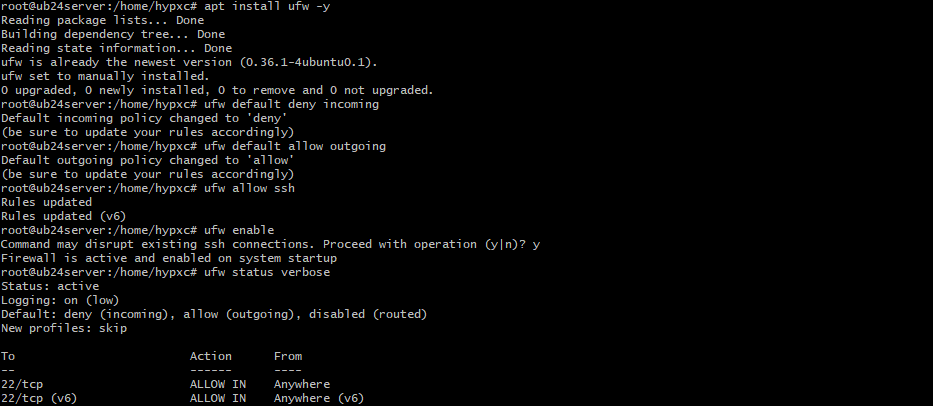 root@ub24server:/home/hypxc# apt install ufw -y
Reading package lists... Done
Building dependency tree... Done
Reading state information... Done
ufw is already the newest version (0.36.1-4ubuntu0.1).
ufw set to manually installed.
0 upgraded, 0 newly installed, 0 to remove and 0 not upgraded.
root@ub24server:/home/hypxc# ufw default deny incoming
Default incoming policy changed to 'deny'
(be sure to update your rules accordingly)
root@ub24server:/home/hypxc# ufw default allow outgoing
Default outgoing policy changed to 'allow'
(be sure to update your rules accordingly)
root@ub24server:/home/hypxc# ufw allow ssh
Rules updated
Rules updated (v6)
root@ub24server:/home/hypxc# ufw enable
Command may disrupt existing ssh connections. Proceed with operation (y|n)? y
Firewall is active and enabled on system startup
root@ub24server:/home/hypxc# ufw status verbose
Status: active
Logging: on (low)
Default: deny (incoming), allow (outgoing), disabled (routed)
New profiles: skip

To                         Action      From
--                         ------      ----
22/tcp                     ALLOW IN    Anywhere
22/tcp (v6)                ALLOW IN    Anywhere (v6)